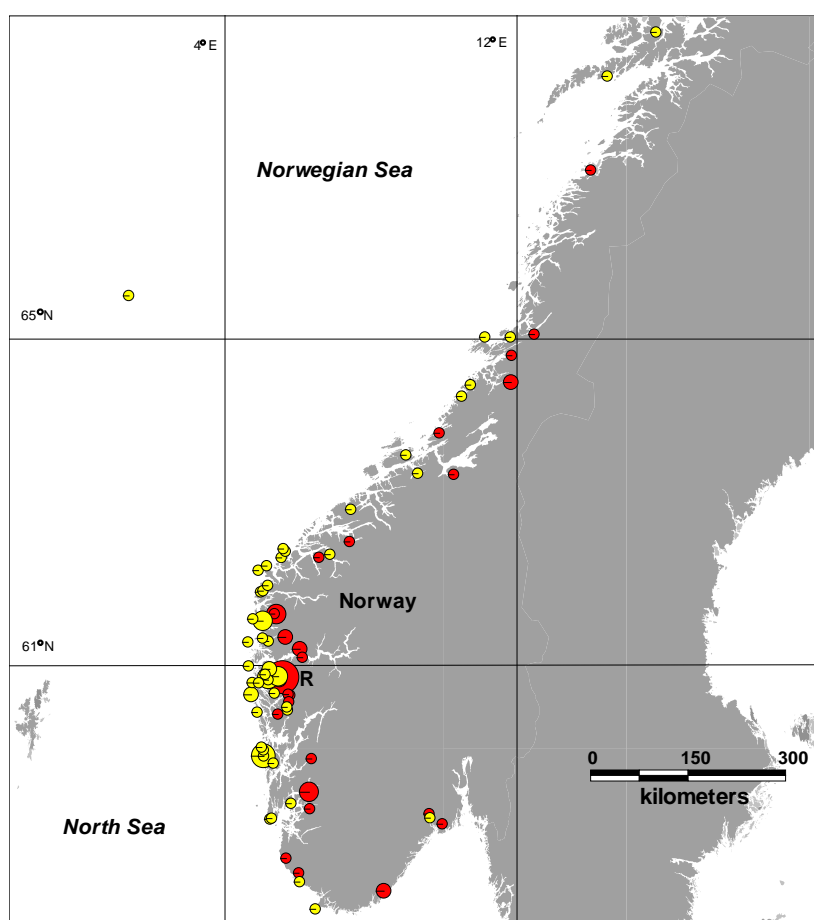 4° E
12° E
Norwegian Sea
65°N
Norway
61°N
R
0 150 300
kilometers
North Sea